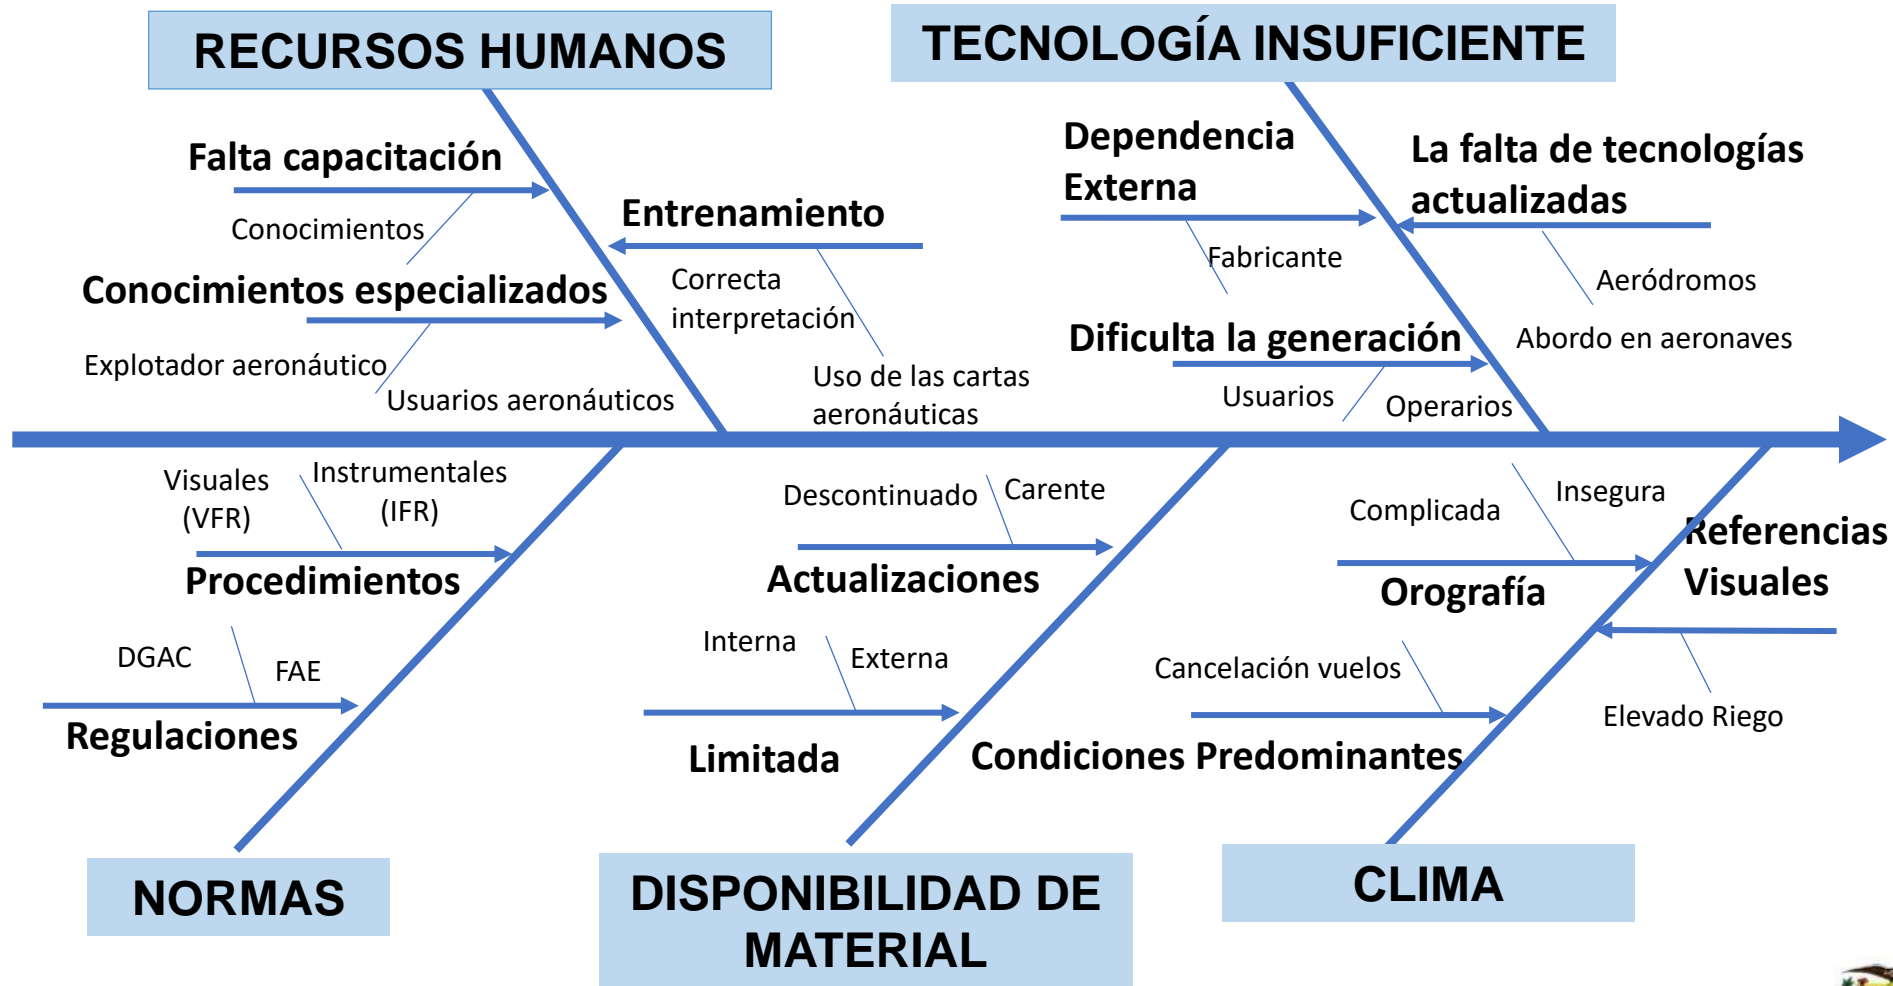 RECURSOS HUMANOS
TECNOLOGÍA INSUFICIENTE
Falta capacitación
Conocimientos
Entrenamiento
Correcta
interpretación
Uso de las cartas
aeronáuticas
Conocimientos especializados
Explotador aeronáutico
Usuarios aeronáuticos
Dependencia
Externa
Fabricante
La falta de tecnologías
actualizadas
Aeródromos
Abordo en aeronaves
Dificulta la generación
Usuarios
Operarios
Visuales
(VFR)
Instrumentales
(IFR)
Procedimientos
DGAC
FAE
Regulaciones
Descontinuado
Carente
Actualizaciones
Interna
Externa
Limitada
Complicada
Insegura
Orografía
Referencias
Visuales
Elevado Riego
Cancelación vuelos
Condiciones Predominantes
NORMAS
DISPONIBILIDAD DE
MATERIAL
CLIMA